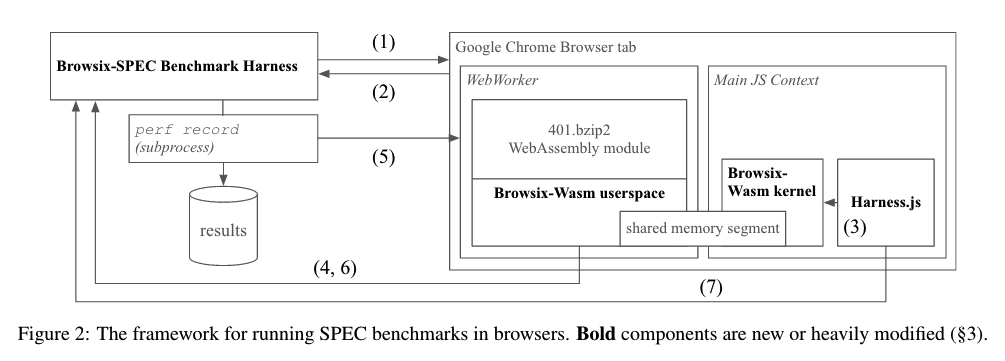 (1)
Google Chrome Browser tab
Browsix-SPEC Benchmark Harness
(2)
WebWorker
Main JS Context
perf record
(subprocess)
(5)
401.bzip2
WebAssembly module
Browsix-Wasm userspace
Browsix-
Wasm kernel
Harness.js
(3)
shared memory segment
results
(4, 6)
(7)
Figure 2: The framework for running SPEC benchmarks in browsers. Bold components are new or heavily modified (§3).